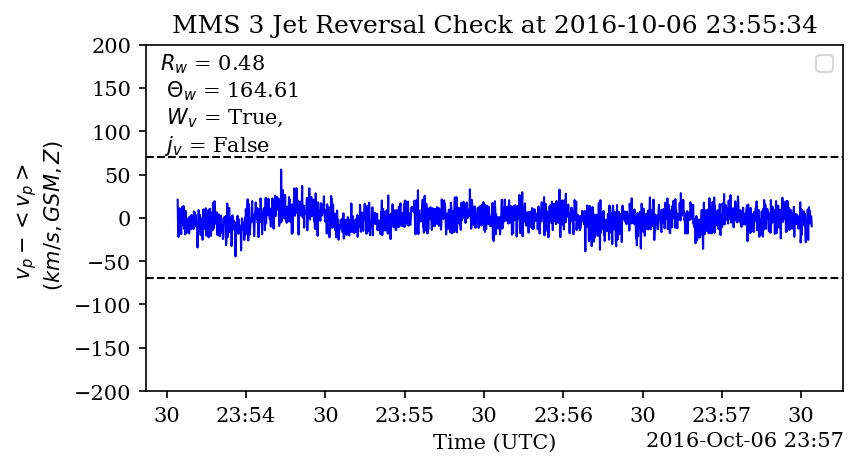 MMS 3 Jet Reversal Check at 2016-10-06 23:55:34
200
150
100
50
0
−50
−100
−150
−200
v_p − < v_p >
(km/s, GSM, Z)
R_w = 0.48
Θ_w = 164.61
W_v = True,
j_v = False
30 23:54 30 23:55 30 23:56 30 23:57 30
Time (UTC)
2016-Oct-06 23:57